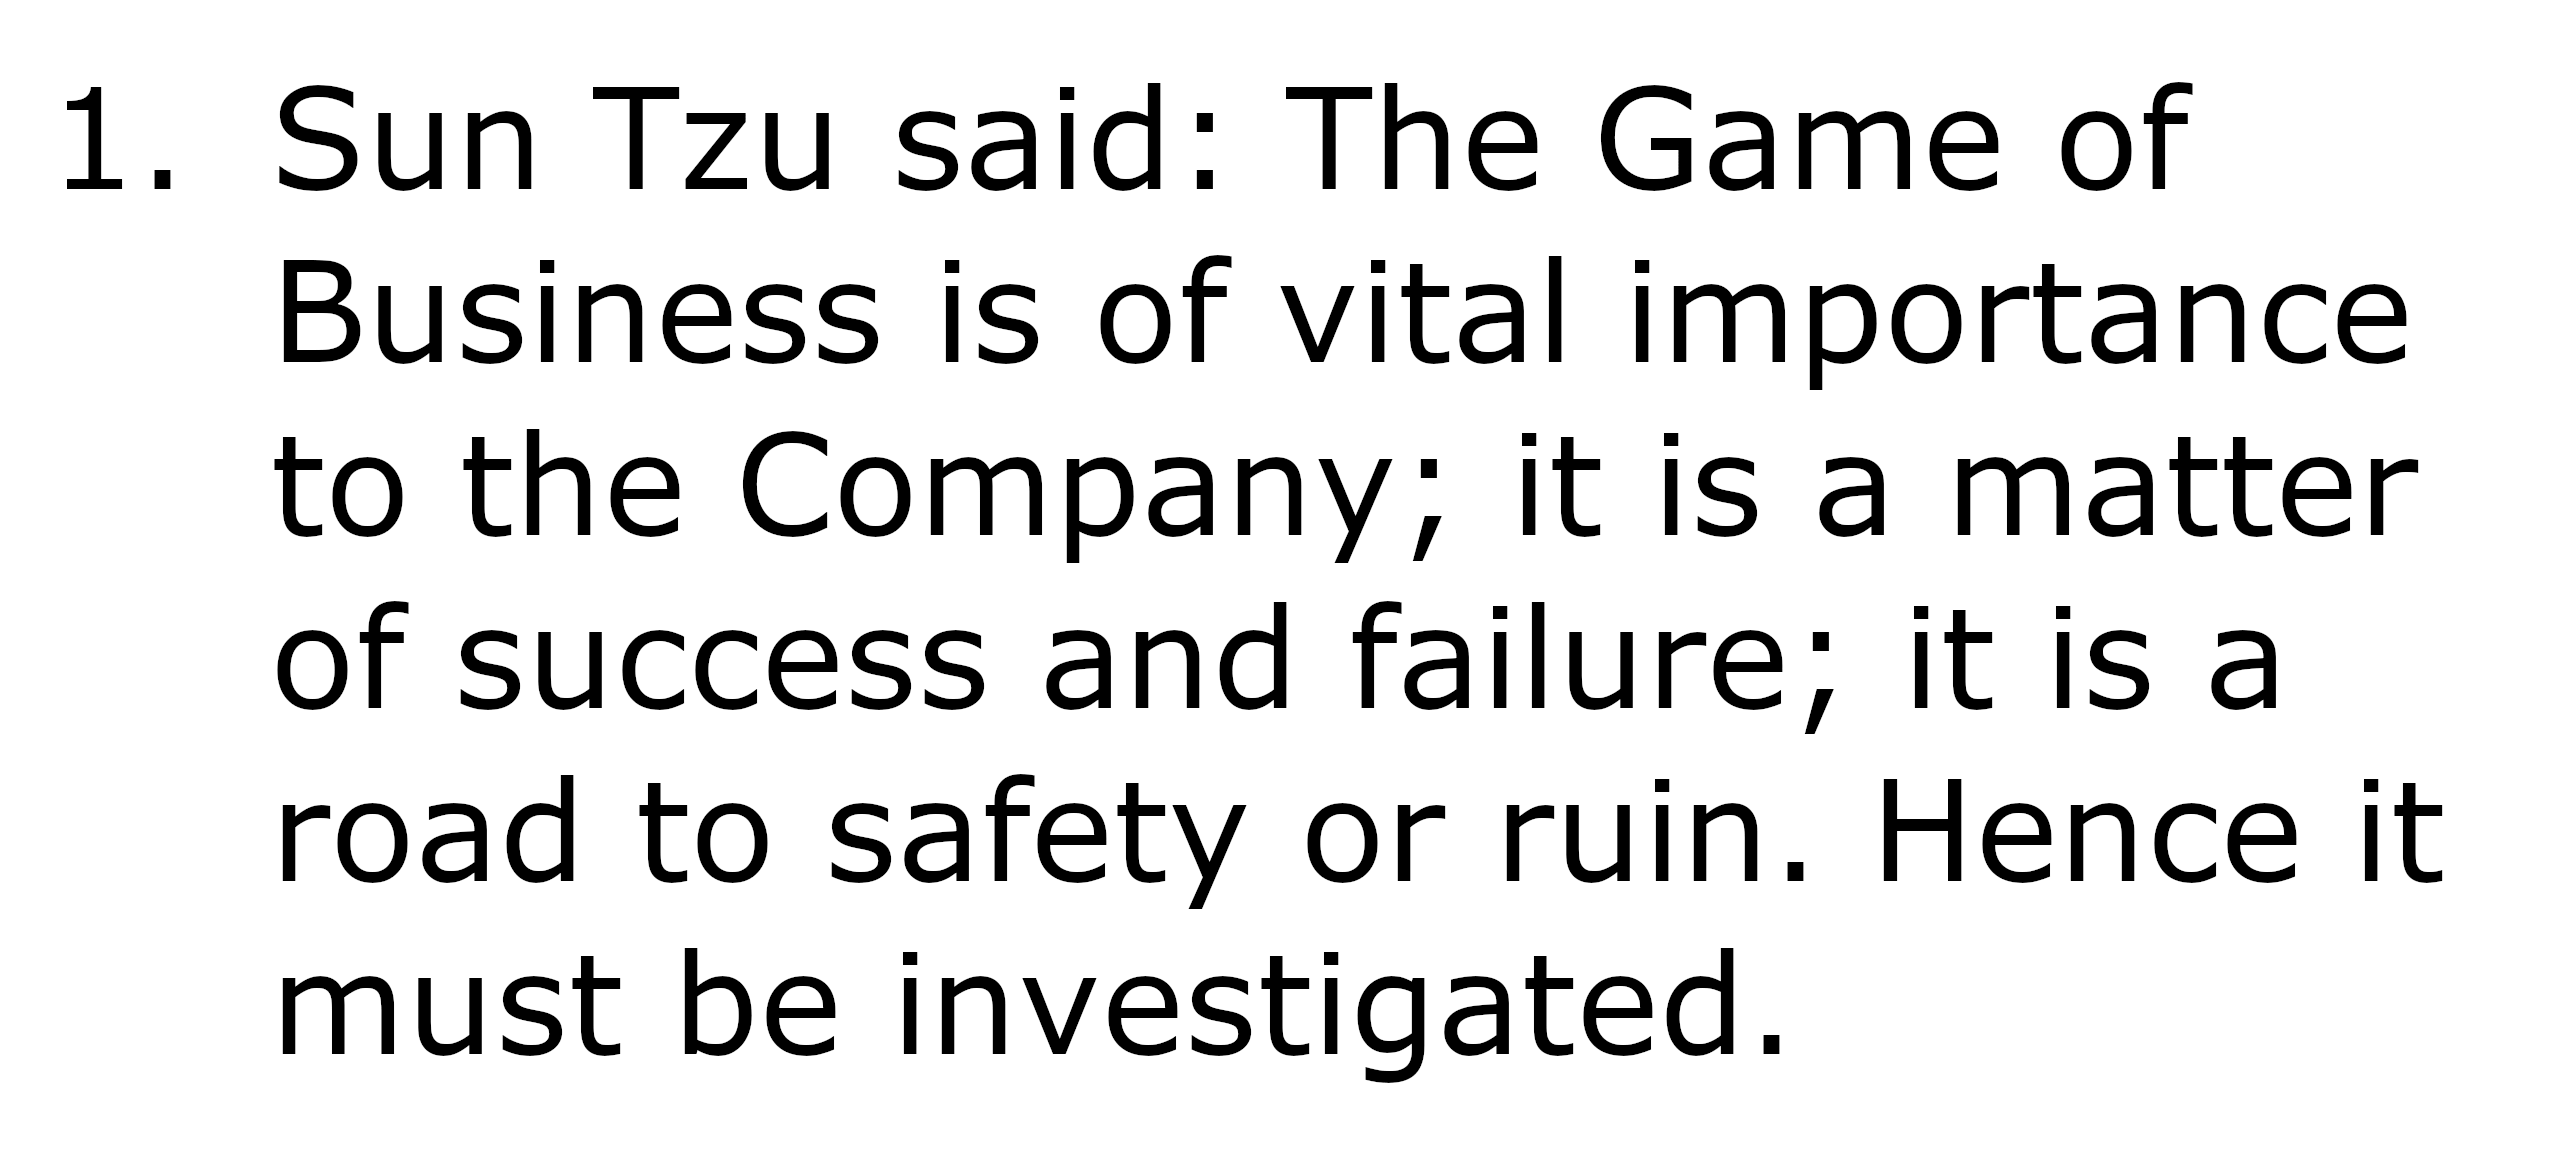 1. Sun Tzu said: The Game of
Business is of vital importance
to the Company; it is a matter
of success and failure; it is a
road to safety or ruin. Hence it
must be investigated.